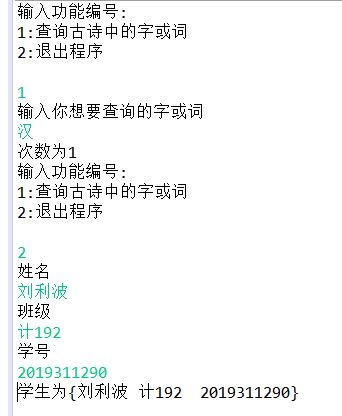 输入功能编号:
1:查询古诗中的字或词
2:退出程序
1
输入你想要查询的字或词
汉
次数为1
输入功能编号:
1:查询古诗中的字或词
2:退出程序
2
姓名
刘利波
班级
计192
学号
2019311290
学生为{刘利波 计192  2019311290}